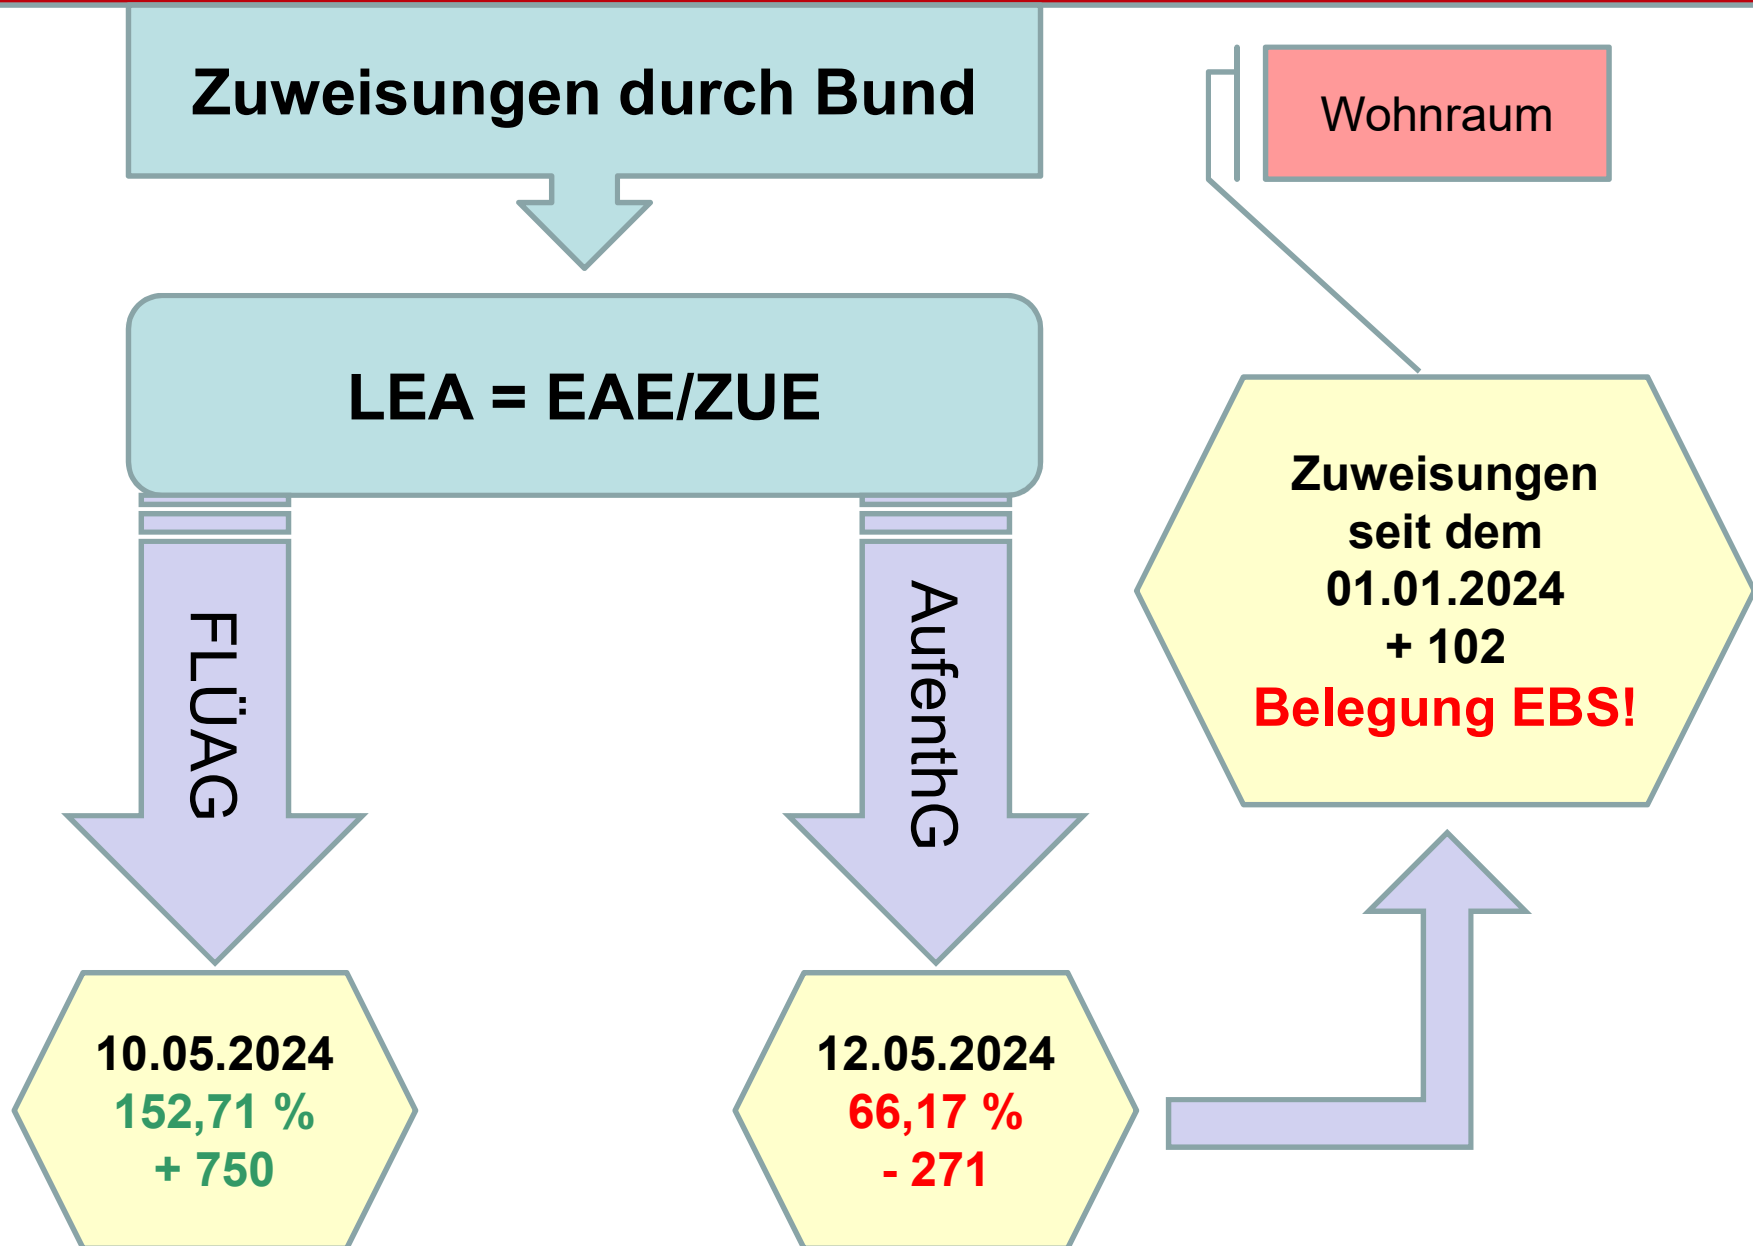 Zuweisungen durch Bund
Wohnraum
LEA = EAE/ZUE
FLÜAG
AufenthG
Zuweisungen
seit dem
01.01.2024
+ 102
Belegung EBS!
10.05.2024
152,71 %
+ 750
12.05.2024
66,17 %
- 271